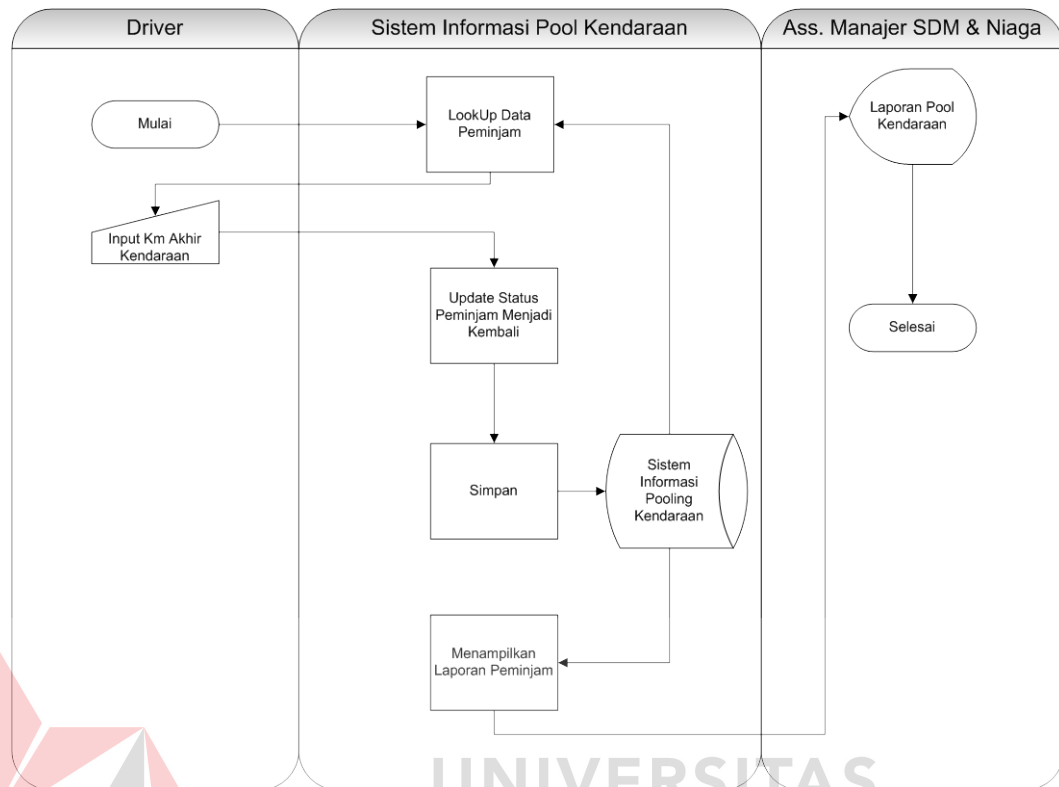 Driver
Sistem Informasi Pool Kendaraan
Ass. Manajer SDM & Niaga
Mulai
LookUp Data
Peminjam
Laporan Pool
Kendaraan
Input Km Akhir
Kendaraan
Update Status
Peminjam Menjadi
Kembali
Selesai
Simpan
Sistem
Informasi
Pooling
Kendaraan
Menampilkan
Laporan Peminjam
UNIVERSITAS